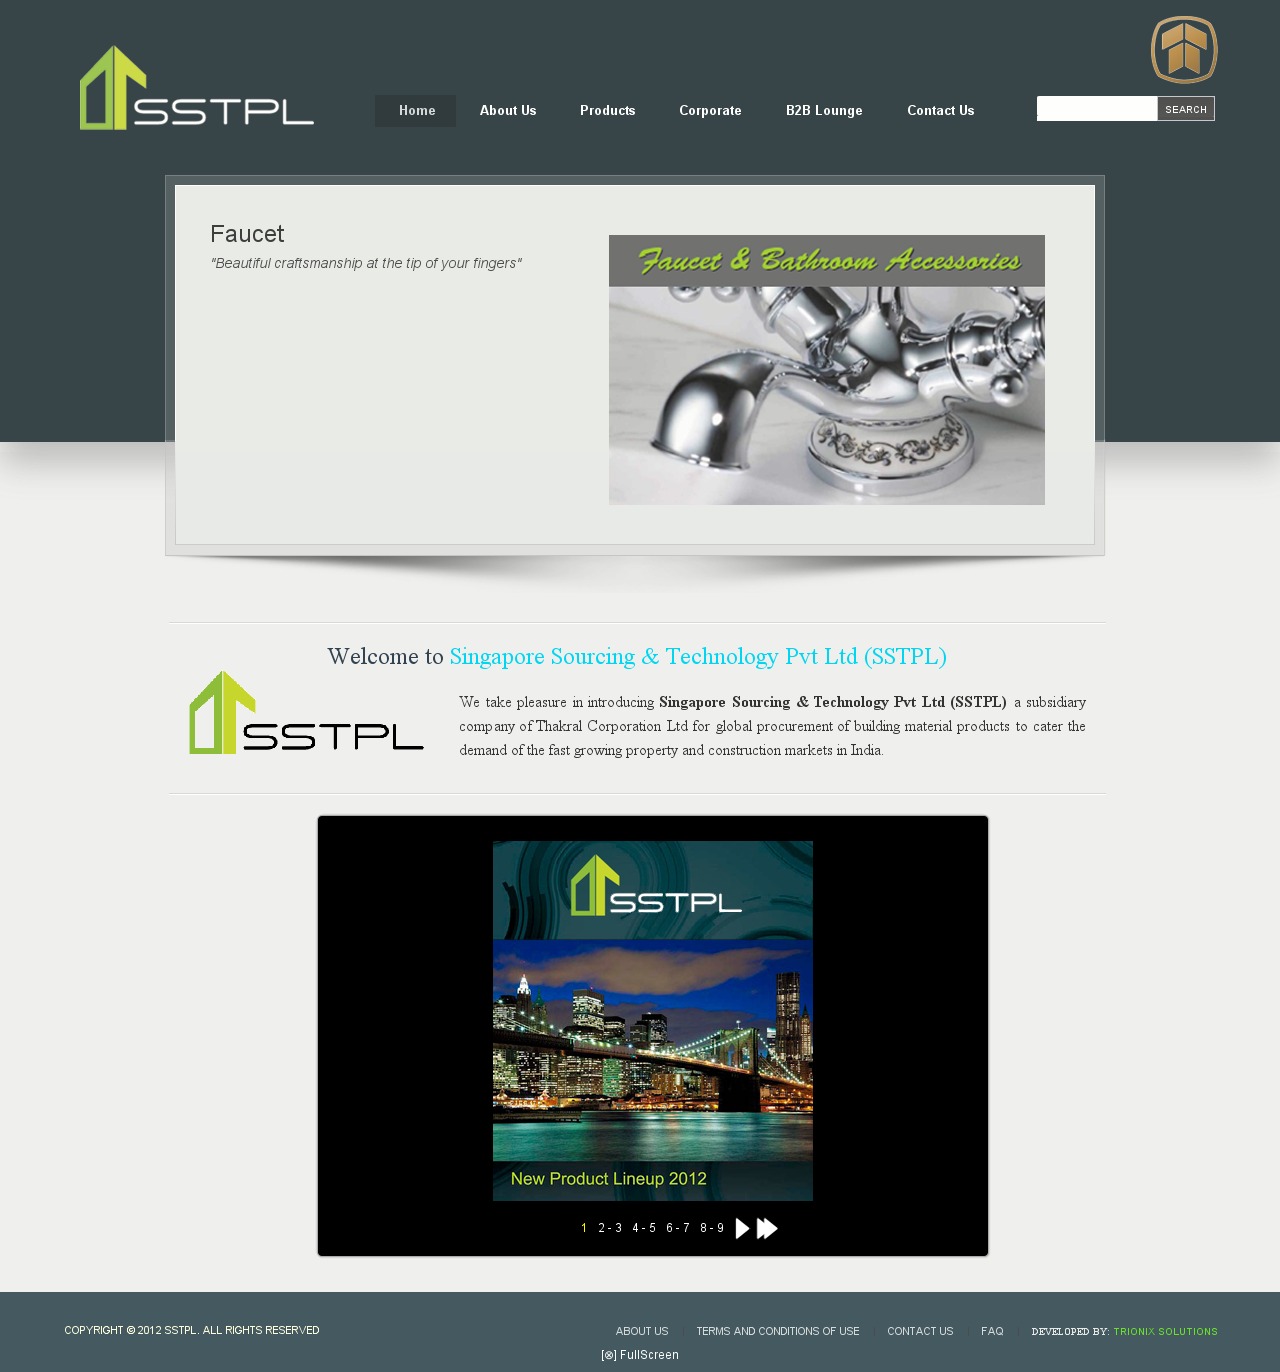 SSTPL
Home About Us Products Corporate B2B Lounge Contact Us
SEARCH
Faucet
"Beautiful craftsmanship at the tip of your fingers"
Faucet & Bathroom Accessories
Welcome to Singapore Sourcing & Technology Pvt Ltd (SSTPL)
SSTPL
We take pleasure in introducing Singapore Sourcing & Technology Pvt Ltd (SSTPL) a subsidiary
company of Thakral Corporation Ltd for global procurement of building material products to cater the
demand of the fast growing property and construction markets in India.
SSTPL
New Product Lineup 2012
1 2-3 4-5 6-7 8-9
COPYRIGHT © 2012 SSTPL. ALL RIGHTS RESERVED
ABOUT US | TERMS AND CONDITIONS OF USE | CONTACT US | FAQ | DEVELOPED BY: TRIONIX SOLUTIONS
[⊗] FullScreen